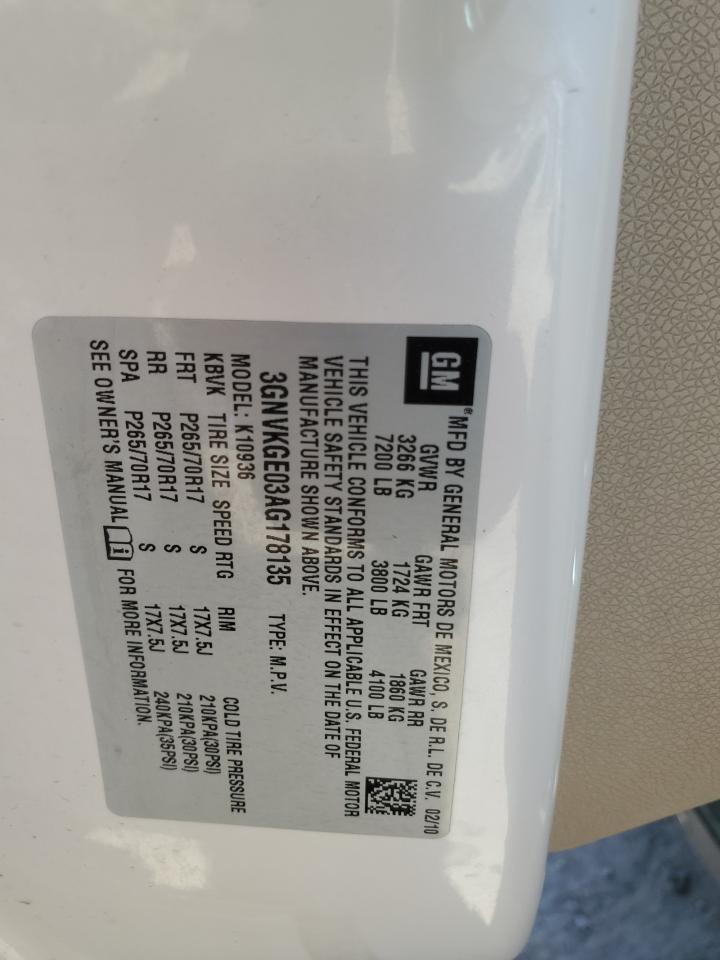 GM
® MFD BY GENERAL MOTORS DE MEXICO, S. DE R.L. DE C.V. 02/10
GVWR GAWR FRT GAWR RR
3266 KG 1724 KG 1860 KG
7200 LB 3800 LB 4100 LB
THIS VEHICLE CONFORMS TO ALL APPLICABLE U.S. FEDERAL MOTOR
VEHICLE SAFETY STANDARDS IN EFFECT ON THE DATE OF
MANUFACTURE SHOWN ABOVE.
3GNVKGE03AG178135 TYPE: M.P.V.
MODEL: K10936
KBVK TIRE SIZE SPEED RTG RIM COLD TIRE PRESSURE
FRT P265/70R17 S 17X7.5J 210KPA(30PSI)
RR P265/70R17 S 17X7.5J 210KPA(30PSI)
SPA P265/70R17 S 17X7.5J 240KPA(35PSI)
SEE OWNER'S MANUAL i FOR MORE INFORMATION.